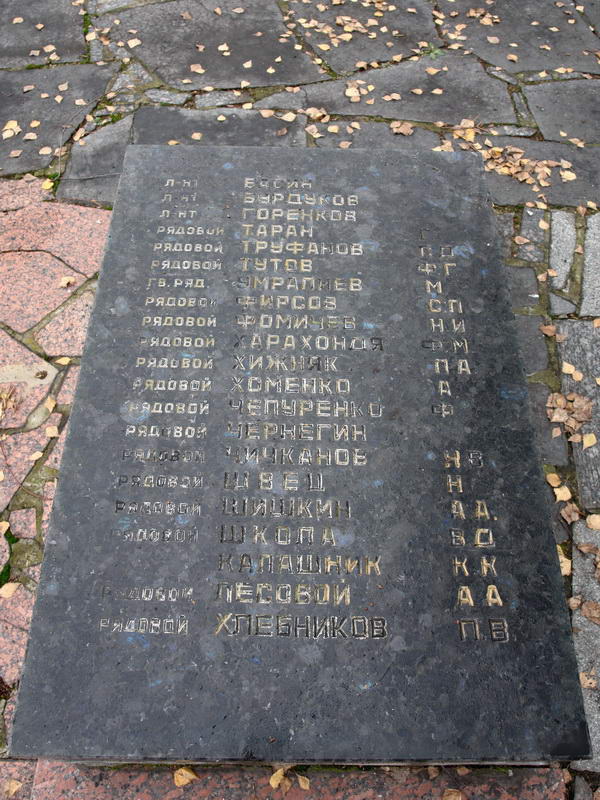 Л-НТ ЕВСИН
Л-НТ БУРДУКОВ
Л-НТ ГОРЕНКОВ
РЯДОВОЙ ТАРАН Г
РЯДОВОЙ ТРУФАНОВ
РЯДОВОЙ ТУТОВ Ф Г
ГВ.РЯД. УМРАЛИЕВ М
РЯДОВОЙ ФИРСОВ С П
РЯДОВОЙ ФОМИЧЕВ Н И
РЯДОВОЙ ХАРАХОНОЯ Ф М
РЯДОВОЙ ХИЖНЯК П А
РЯДОВОЙ ХОМЕНКО А
РЯДОВОЙ ЧЕПУРЕНКО Ф
РЯДОВОЙ ЧЕРНЕГИН
РЯДОВОЙ ЧИЧКАНОВ Н В
РЯДОВОЙ ШВЕЦ Н
РЯДОВОЙ ШИШКИН А А.
РЯДОВОЙ ШКОЛА В Д
КАЛАШНИК К К
РЯДОВОЙ ЛЕСОВОЙ А А
РЯДОВОЙ ХЛЕБНИКОВ П.В